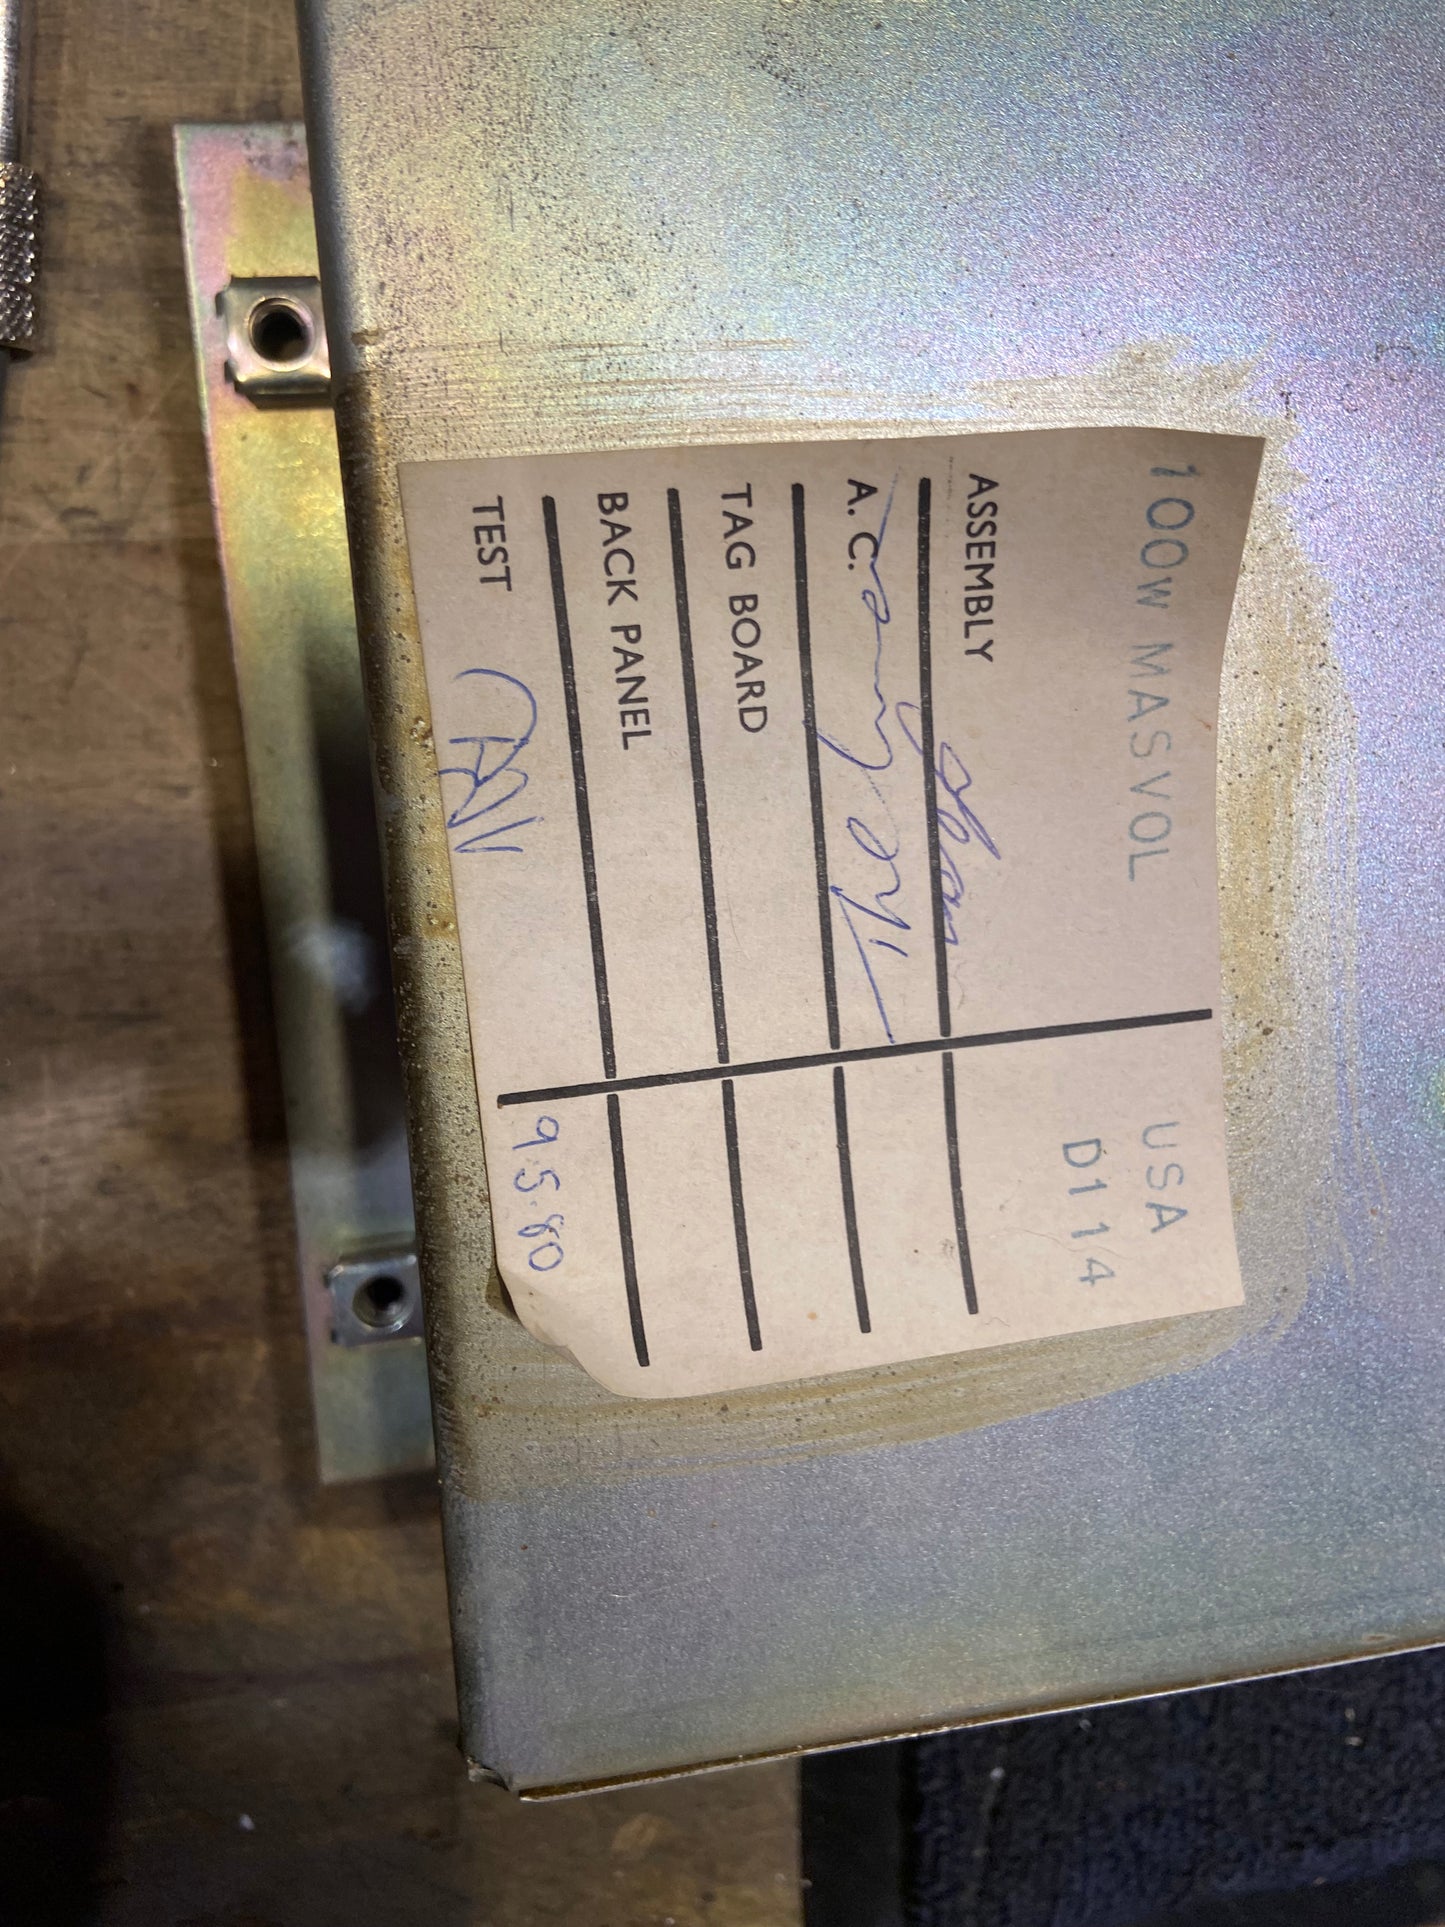 100W MASVOL USA
D114
ASSEMBLY
A. C.
TAG BOARD
BACK PANEL
TEST 9.5.80